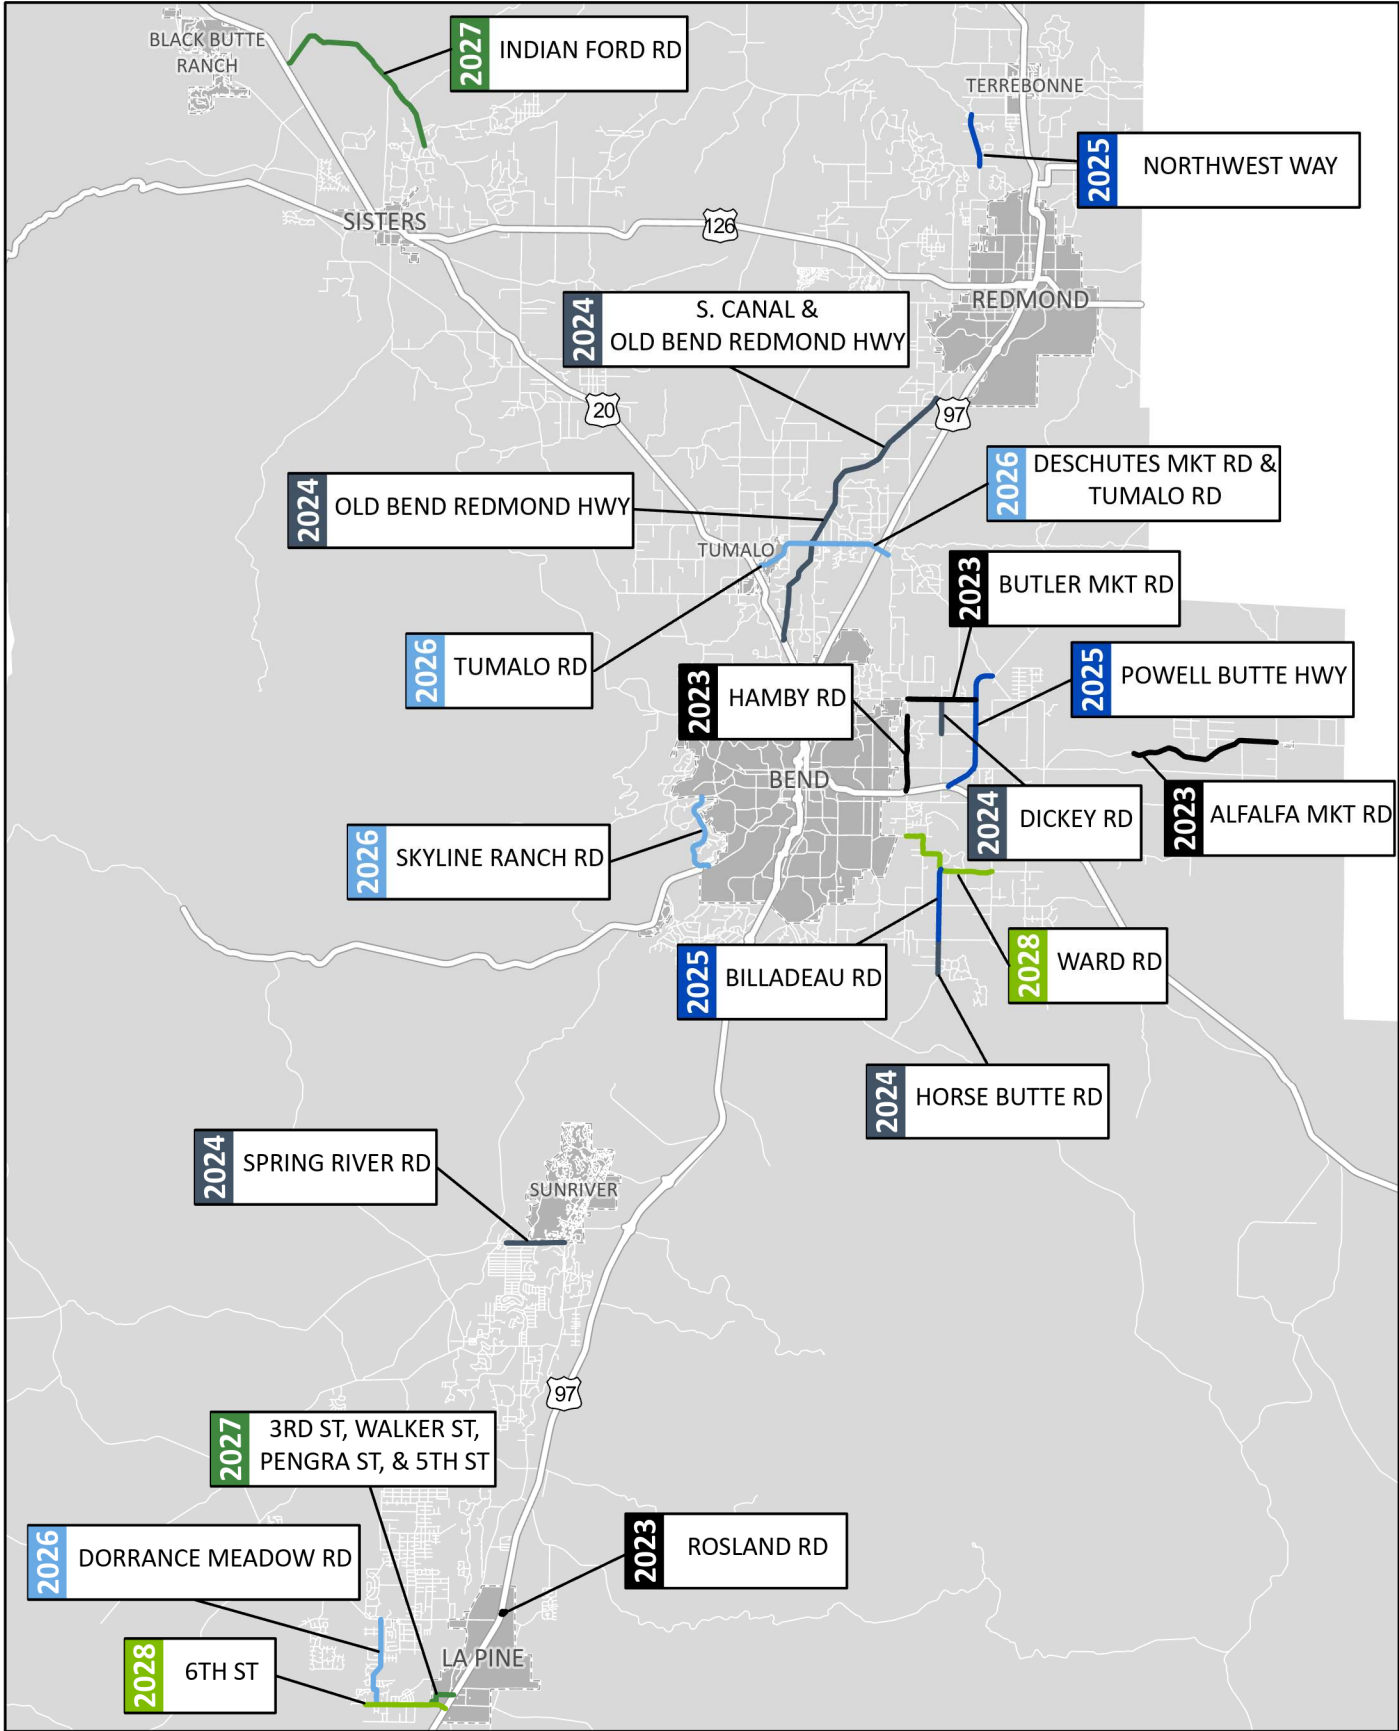 BLACK BUTTE
RANCH
2027
INDIAN FORD RD
TERREBONNE
2025
NORTHWEST WAY
SISTERS
126
REDMOND
2024
S. CANAL &
OLD BEND REDMOND HWY
20
97
2024
OLD BEND REDMOND HWY
2026
DESCHUTES MKT RD &
TUMALO RD
TUMALO
2023
BUTLER MKT RD
2026
TUMALO RD
2023
HAMBY RD
2025
POWELL BUTTE HWY
BEND
2024
DICKEY RD
2023
ALFALFA MKT RD
2026
SKYLINE RANCH RD
2025
BILLADEAU RD
2028
WARD RD
2024
HORSE BUTTE RD
2024
SPRING RIVER RD
SUNRIVER
97
2027
3RD ST, WALKER ST,
PENGRA ST, & 5TH ST
2026
DORRANCE MEADOW RD
2023
ROSLAND RD
2028
6TH ST
LA PINE